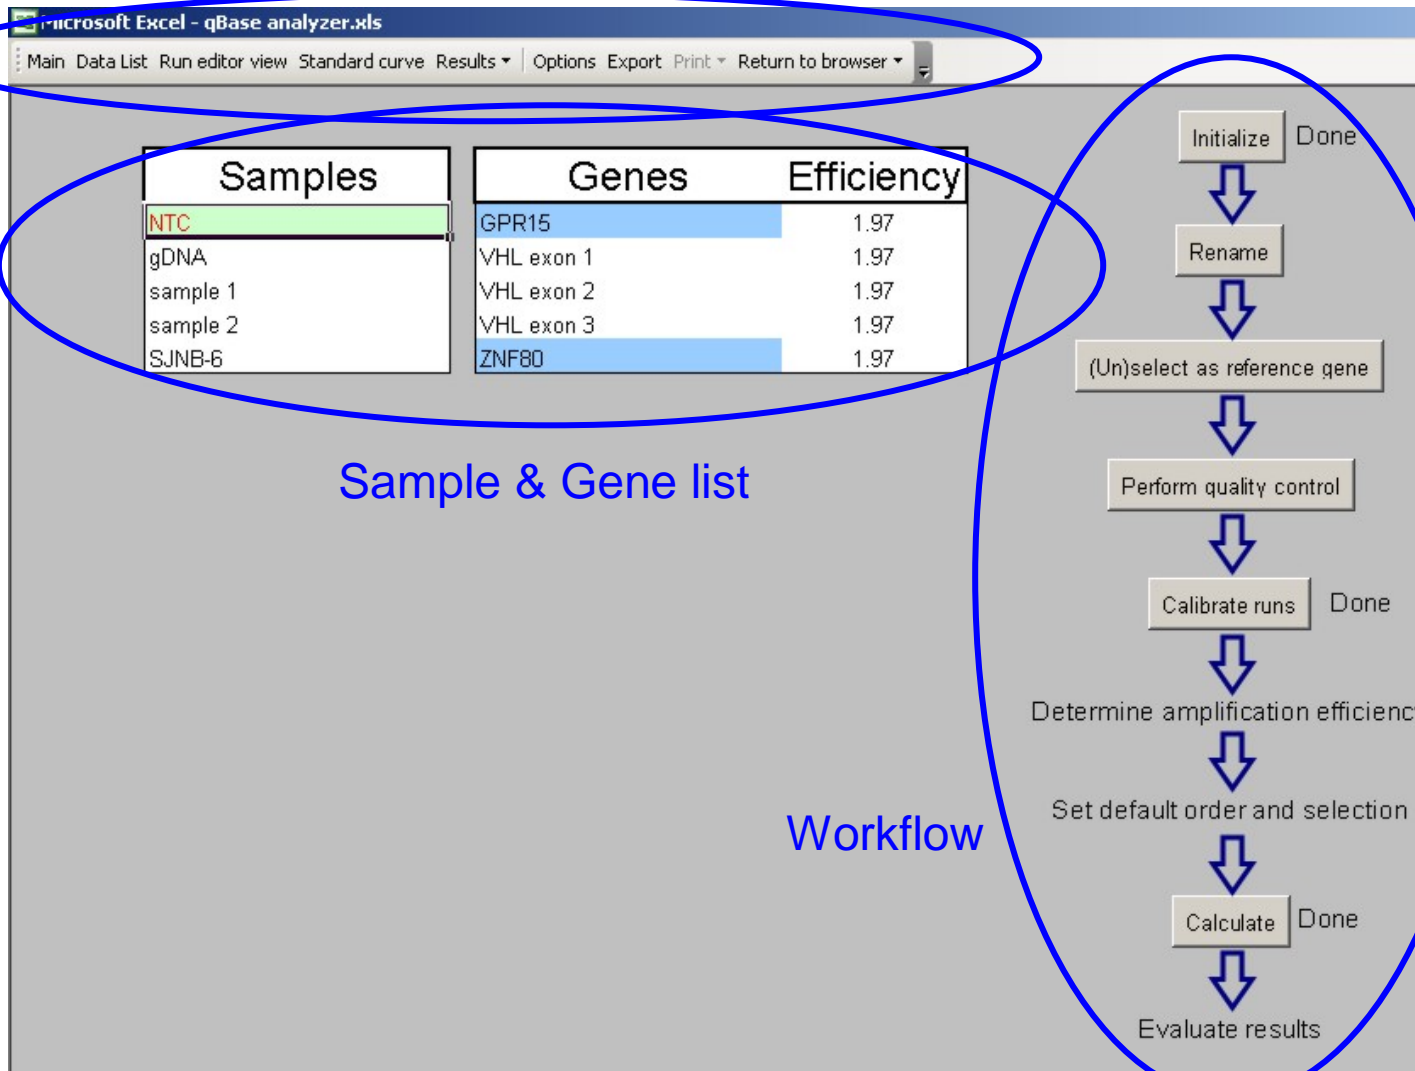 Microsoft Excel - qBase analyzer.xls
Main Data List Run editor view Standard curve Results Options Export Print Return to browser
Samples Genes Efficiency
NTC GPR15 1.97
gDNA VHL exon 1 1.97
sample 1 VHL exon 2 1.97
sample 2 VHL exon 3 1.97
SJNB-6 ZNF80 1.97
Sample & Gene list
Initialize Done
Rename
(Un)select as reference gene
Perform quality control
Calibrate runs Done
Determine amplification efficienc
Set default order and selection
Workflow
Calculate Done
Evaluate results